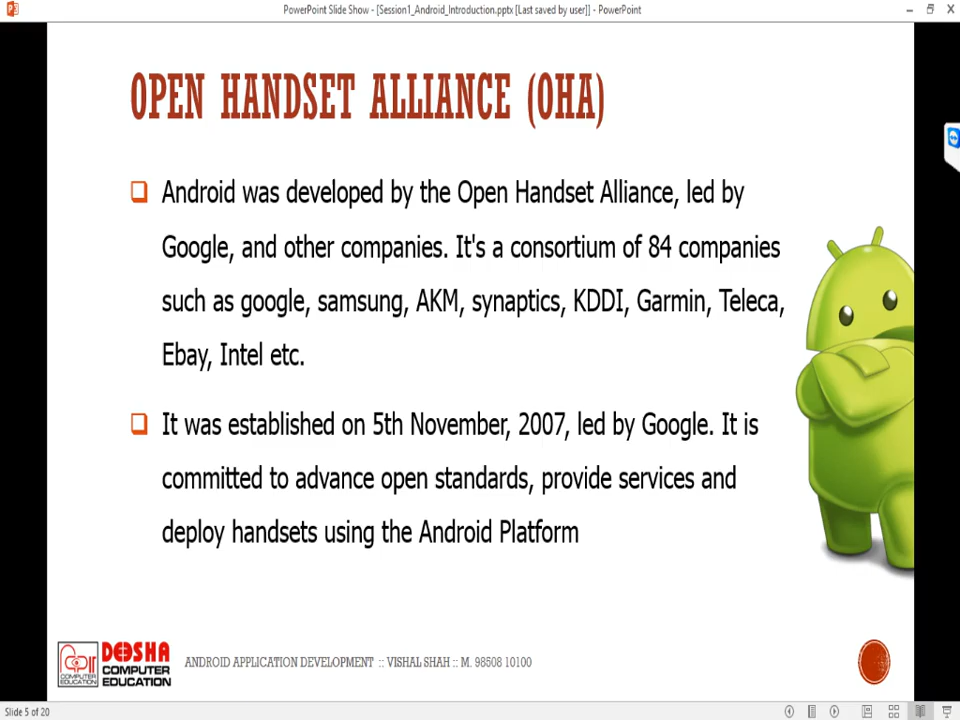 PowerPoint Slide Show - [Session1_Android_Introduction.pptx [Last saved by user]] - PowerPoint
OPEN HANDSET ALLIANCE (OHA)
Android was developed by the Open Handset Alliance, led by
Google, and other companies. It's a consortium of 84 companies
such as google, samsung, AKM, synaptics, KDDI, Garmin, Teleca,
Ebay, Intel etc.
It was established on 5th November, 2007, led by Google. It is
committed to advance open standards, provide services and
deploy handsets using the Android Platform
COMPUTER
EDUCATION
DEESHA
COMPUTER
EDUCATION
ANDROID APPLICATION DEVELOPMENT :: VISHAL SHAH :: M. 98508 10100
Slide 5 of 20